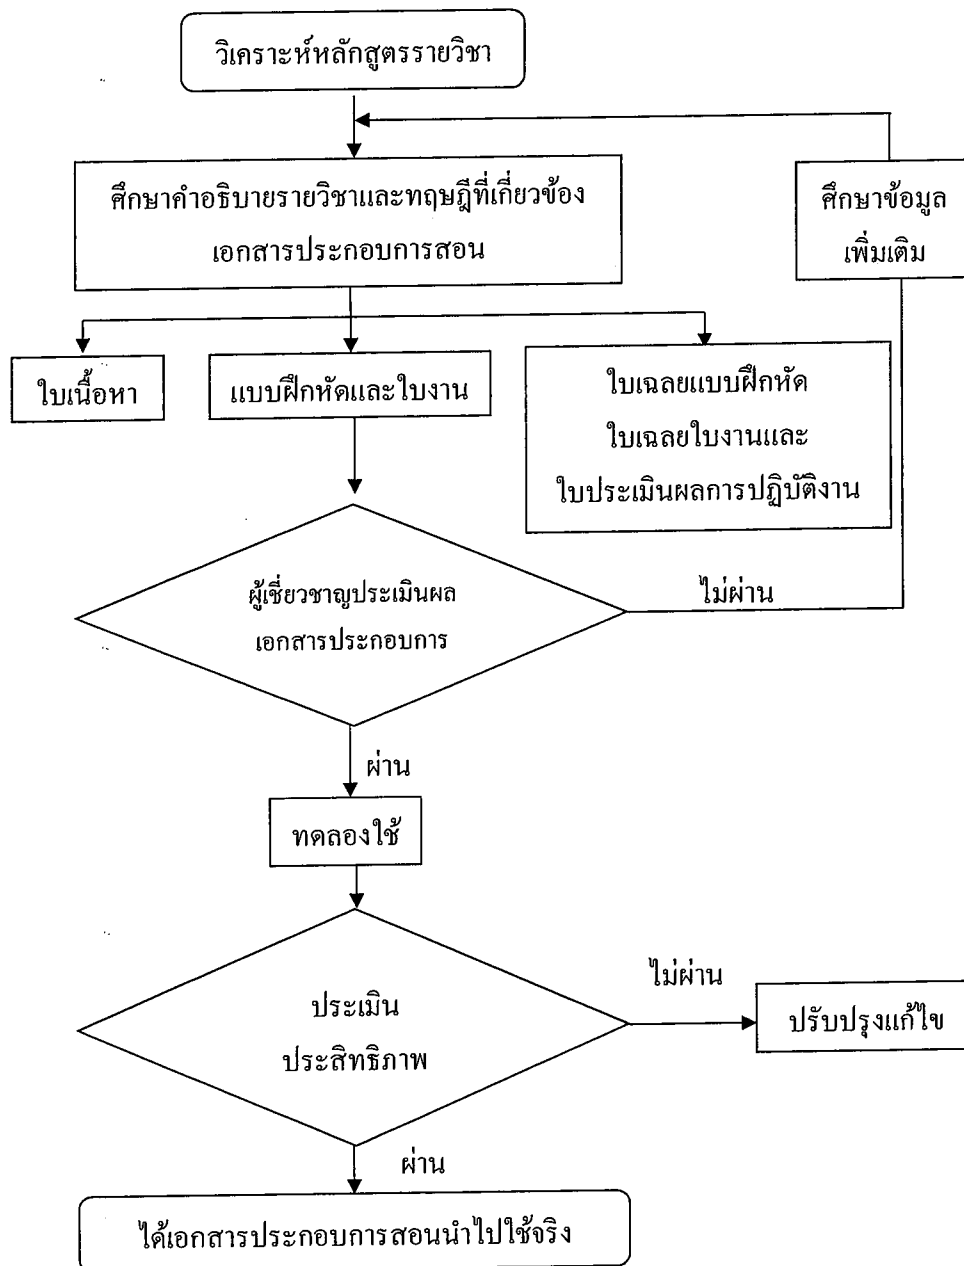 วิเคราะห์หลักสูตรรายวิชา
ศึกษาคำอธิบายรายวิชาและทฤษฎีที่เกี่ยวข้อง
เอกสารประกอบการสอน
ศึกษาข้อมูล
เพิ่มเติม
ใบเนื้อหา
แบบฝึกหัดและใบงาน
ใบเฉลยแบบฝึกหัด
ใบเฉลยใบงานและ
ใบประเมินผลการปฏิบัติงาน
ผู้เชี่ยวชาญประเมินผล
เอกสารประกอบการ
ไม่ผ่าน
ผ่าน
ทดลองใช้
ประเมิน
ประสิทธิภาพ
ไม่ผ่าน
ปรับปรุงแก้ไข
ผ่าน
ได้เอกสารประกอบการสอนนำไปใช้จริง